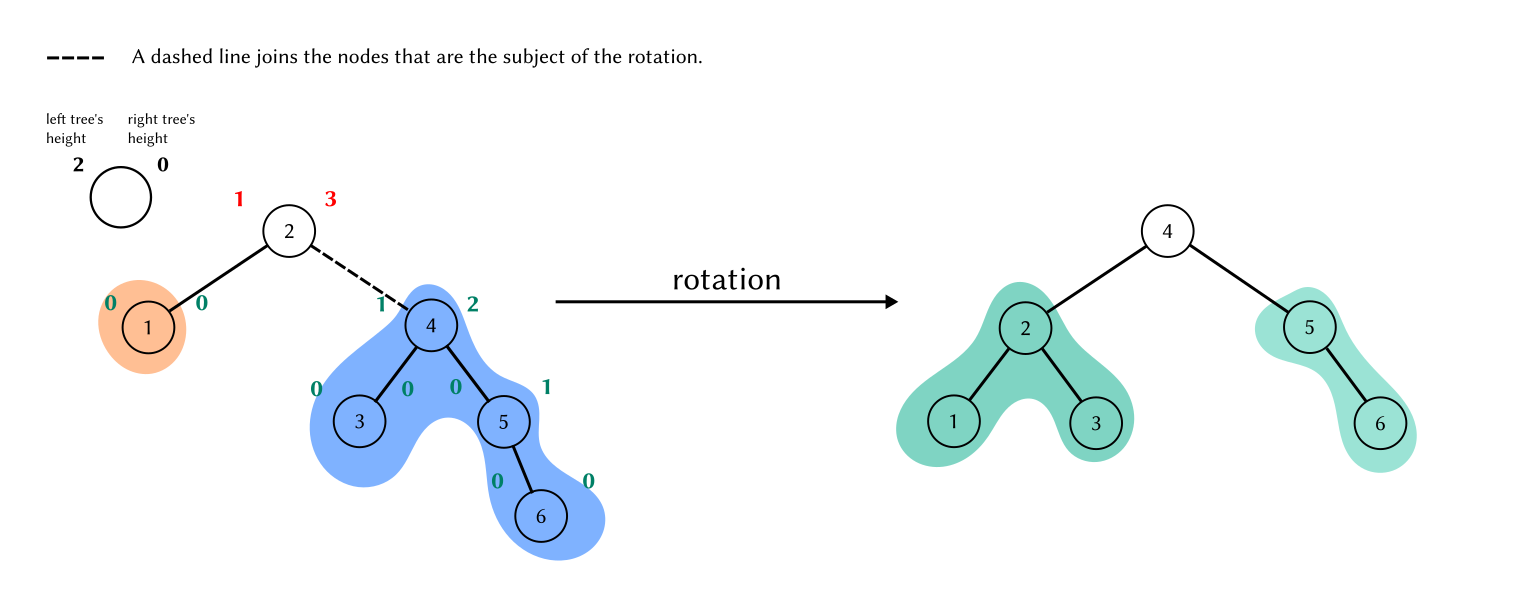 A dashed line joins the nodes that are the subject of the rotation.
left tree's right tree's
height height
2 0
1 3
2 4
rotation
0 0 1 2
1 4 2 5
0 0 0 1
3 5 1 3 6
0 0
6